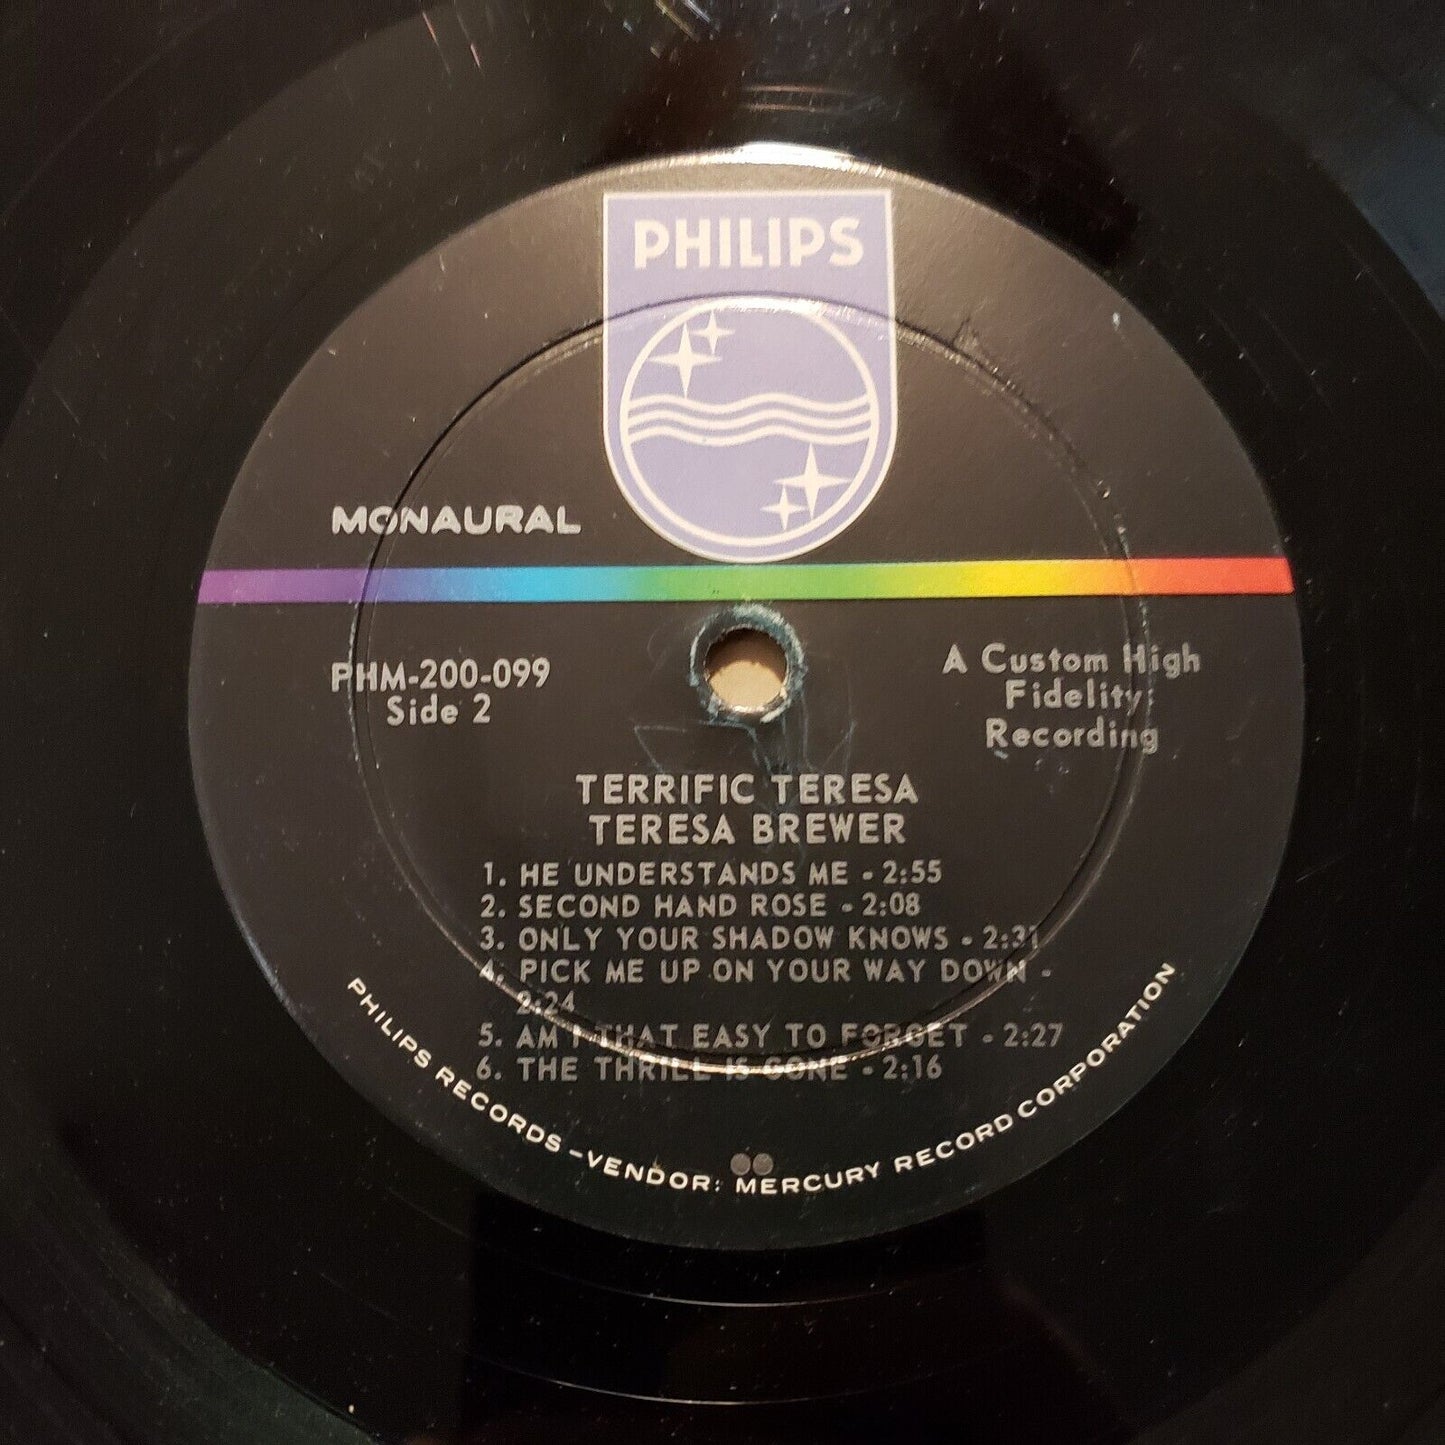 PHILIPS
MONAURAL
PHM-200-099
Side 2
A Custom High
Fidelity
Recording
TERRIFIC TERESA
TERESA BREWER
1. HE UNDERSTANDS ME - 2:55
2. SECOND HAND ROSE - 2:08
3. ONLY YOUR SHADOW KNOWS - 2:31
4. PICK ME UP ON YOUR WAY DOWN -
2:24
5. AM I THAT EASY TO FORGET - 2:27
6. THE THRILL IS GONE - 2:16
PHILIPS RECORDS - VENDOR: MERCURY RECORD CORPORATION